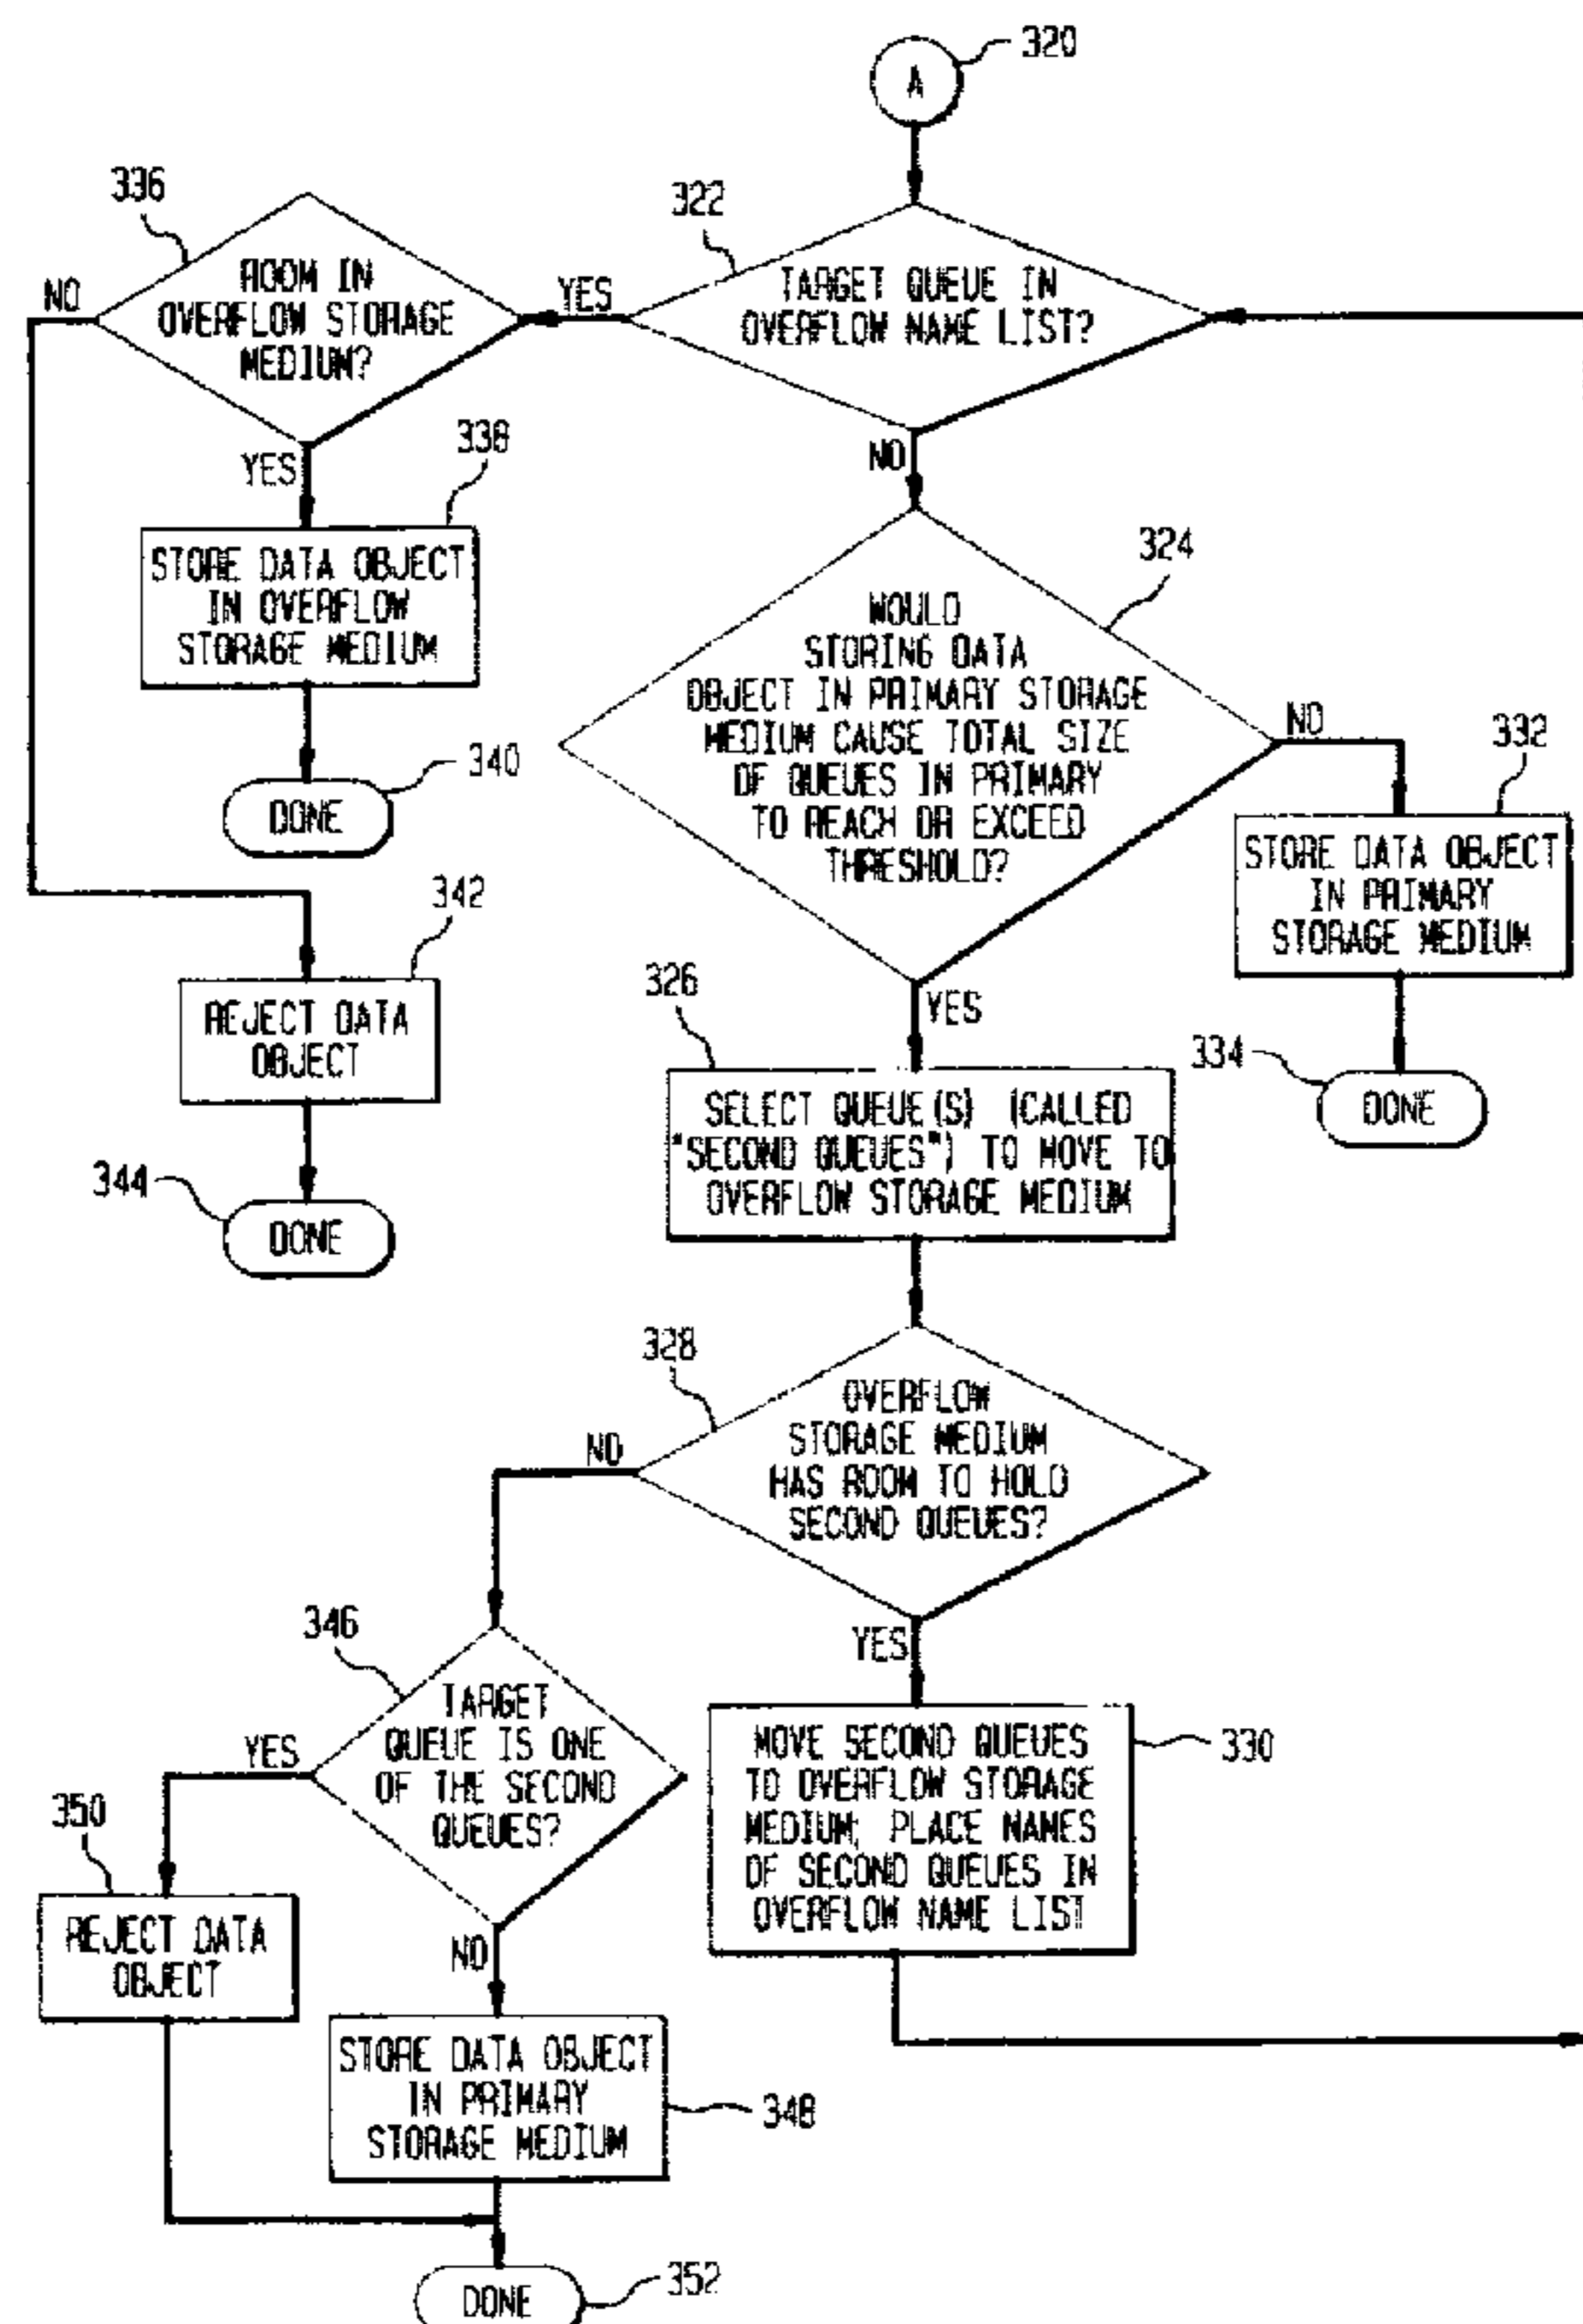 320
A
336
322
ROOM IN
OVERFLOW STORAGE
MEDIUM?
NO
YES
TARGET QUEUE IN
OVERFLOW NAME LIST?
YES
338
NO
STORE DATA OBJECT
IN OVERFLOW
STORAGE MEDIUM
324
WOULD
STORING DATA
OBJECT IN PRIMARY STORAGE
MEDIUM CAUSE TOTAL SIZE
OF QUEUES IN PRIMARY
TO REACH OR EXCEED
THRESHOLD?
NO
332
340
DONE
STORE DATA OBJECT
IN PRIMARY
STORAGE MEDIUM
342
REJECT DATA
OBJECT
326
YES
334
DONE
SELECT QUEUE(S) (CALLED
"SECOND QUEUES") TO MOVE TO
OVERFLOW STORAGE MEDIUM
344
DONE
328
OVERFLOW
STORAGE MEDIUM
HAS ROOM TO HOLD
SECOND QUEUES?
NO
YES
346
TARGET
QUEUE IS ONE
OF THE SECOND
QUEUES?
YES
MOVE SECOND QUEUES
TO OVERFLOW STORAGE
MEDIUM; PLACE NAMES
OF SECOND QUEUES IN
OVERFLOW NAME LIST
330
350
REJECT DATA
OBJECT
NO
STORE DATA OBJECT
IN PRIMARY
STORAGE MEDIUM
348
DONE
352